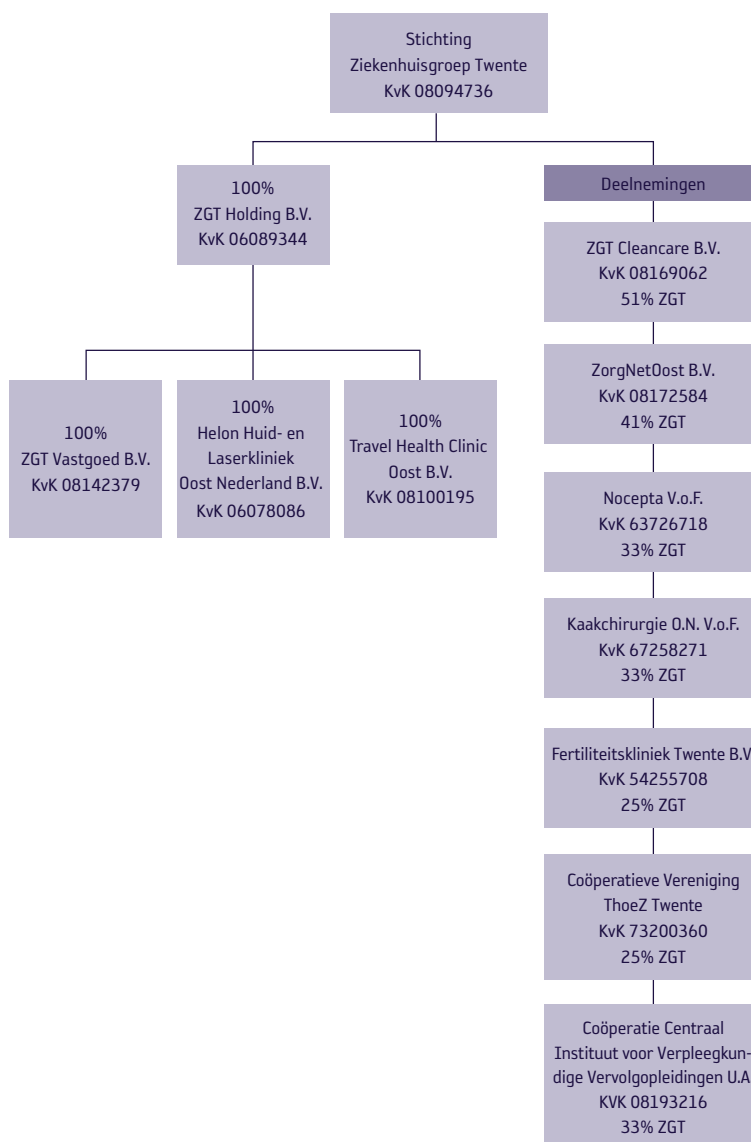 Stichting
Ziekenhuisgroep Twente
KvK 08094736
100%
ZGT Holding B.V.
KvK 06089344
100%
ZGT Vastgoed B.V.
KvK 08142379
100%
Helon Huid- en
Laserkliniek
Oost Nederland B.V.
KvK 06078086
100%
Travel Health Clinic
Oost B.V.
KvK 08100195
Deelnemingen
ZGT Cleancare B.V.
KvK 08169062
51% ZGT
ZorgNetOost B.V.
KvK 08172584
41% ZGT
Nocepta V.o.F.
KvK 63726718
33% ZGT
Kaakchirurgie O.N. V.o.F.
KvK 67258271
33% ZGT
Fertiliteitskliniek Twente B.V
KvK 54255708
25% ZGT
Coöperatieve Vereniging
ThoeZ Twente
KvK 73200360
25% ZGT
Coöperatie Centraal
Instituut voor Verpleegkun-
dige Vervolgopleidingen U.A
KVK 08193216
33% ZGT